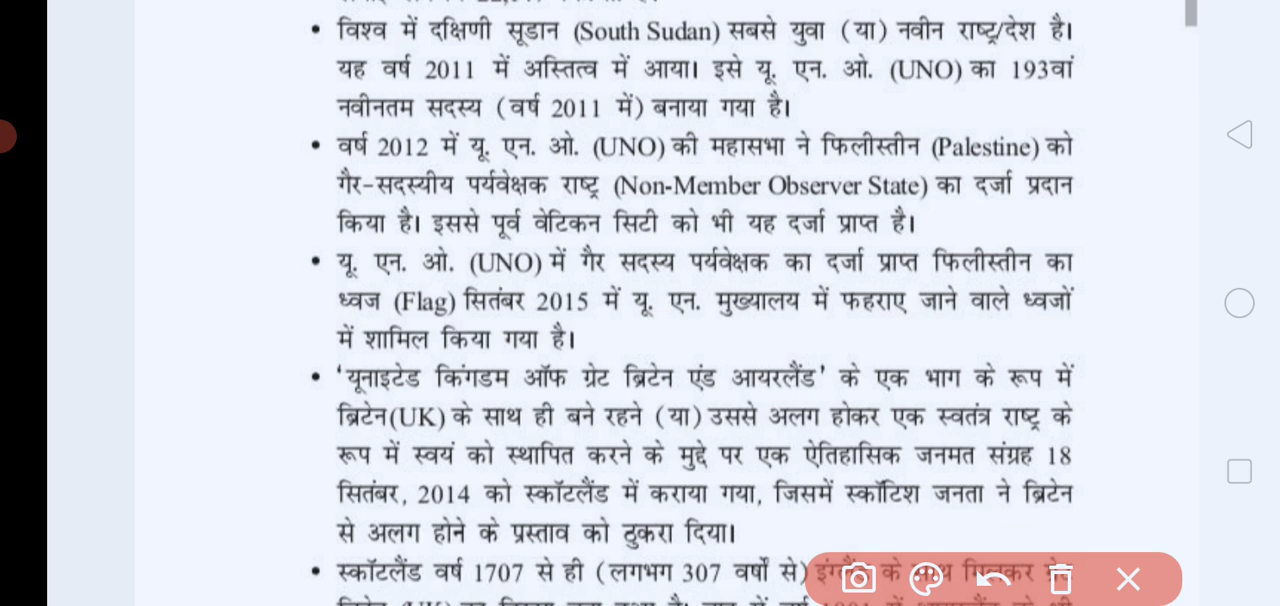 • विश्व में दक्षिणी सूडान (South Sudan) सबसे युवा (या) नवीन राष्ट्र/देश है।
यह वर्ष 2011 में अस्तित्व में आया। इसे यू. एन. ओ. (UNO) का 193वां
नवीनतम सदस्य (वर्ष 2011 में) बनाया गया है।
• वर्ष 2012 में यू. एन. ओ. (UNO) की महासभा ने फिलीस्तीन (Palestine) को
गैर-सदस्यीय पर्यवेक्षक राष्ट्र (Non-Member Observer State) का दर्जा प्रदान
किया है। इससे पूर्व वेटिकन सिटी को भी यह दर्जा प्राप्त है।
• यू. एन. ओ. (UNO) में गैर सदस्य पर्यवेक्षक का दर्जा प्राप्त फिलीस्तीन का
ध्वज (Flag) सितंबर 2015 में यू. एन. मुख्यालय में फहराए जाने वाले ध्वजों
में शामिल किया गया है।
• 'यूनाइटेड किंगडम ऑफ ग्रेट ब्रिटेन एंड आयरलैंड' के एक भाग के रूप में
ब्रिटेन(UK) के साथ ही बने रहने (या) उससे अलग होकर एक स्वतंत्र राष्ट्र के
रूप में स्वयं को स्थापित करने के मुद्दे पर एक ऐतिहासिक जनमत संग्रह 18
सितंबर, 2014 को स्कॉटलैंड में कराया गया, जिसमें स्कॉटिश जनता ने ब्रिटेन
से अलग होने के प्रस्ताव को ठुकरा दिया।
• स्कॉटलैंड वर्ष 1707 से ही (लगभग 307 वर्षों से) के मिलकर